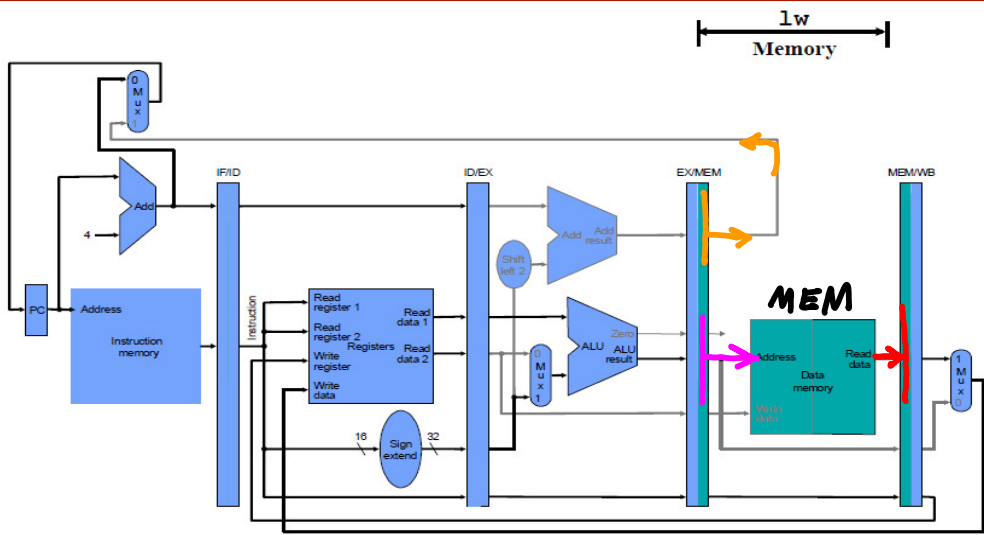 lw
Memory
0
M
u
x
1
IF/ID
ID/EX
EX/MEM
MEM/WB
Add
4
Add
Add
result
Shift
left 2
PC
Address
Instruction
memory
Instruction
Read
register 1
Read
register 2
Write
register
Write
data
Registers
Read
data 1
Read
data 2
0
M
u
x
1
Zero
ALU
ALU
result
MEM
Address
Read
data
Data
memory
Write
data
1
M
u
x
0
16
Sign
extend
32